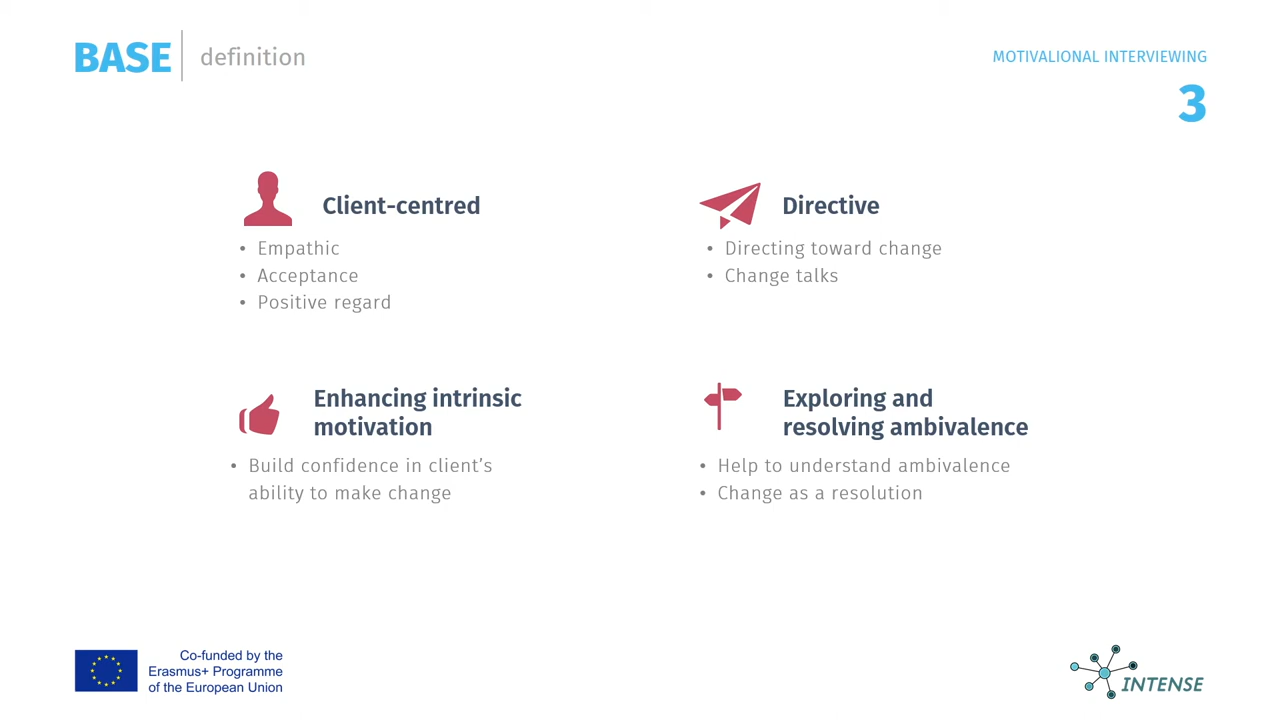 BASE
definition
MOTIVALIONAL INTERVIEWING
3
Client-centred
• Empathic
• Acceptance
• Positive regard
Directive
• Directing toward change
• Change talks
Enhancing intrinsic
motivation
• Build confidence in client’s
ability to make change
Exploring and
resolving ambivalence
• Help to understand ambivalence
• Change as a resolution
Co-funded by the
Erasmus+ Programme
of the European Union
INTENSE